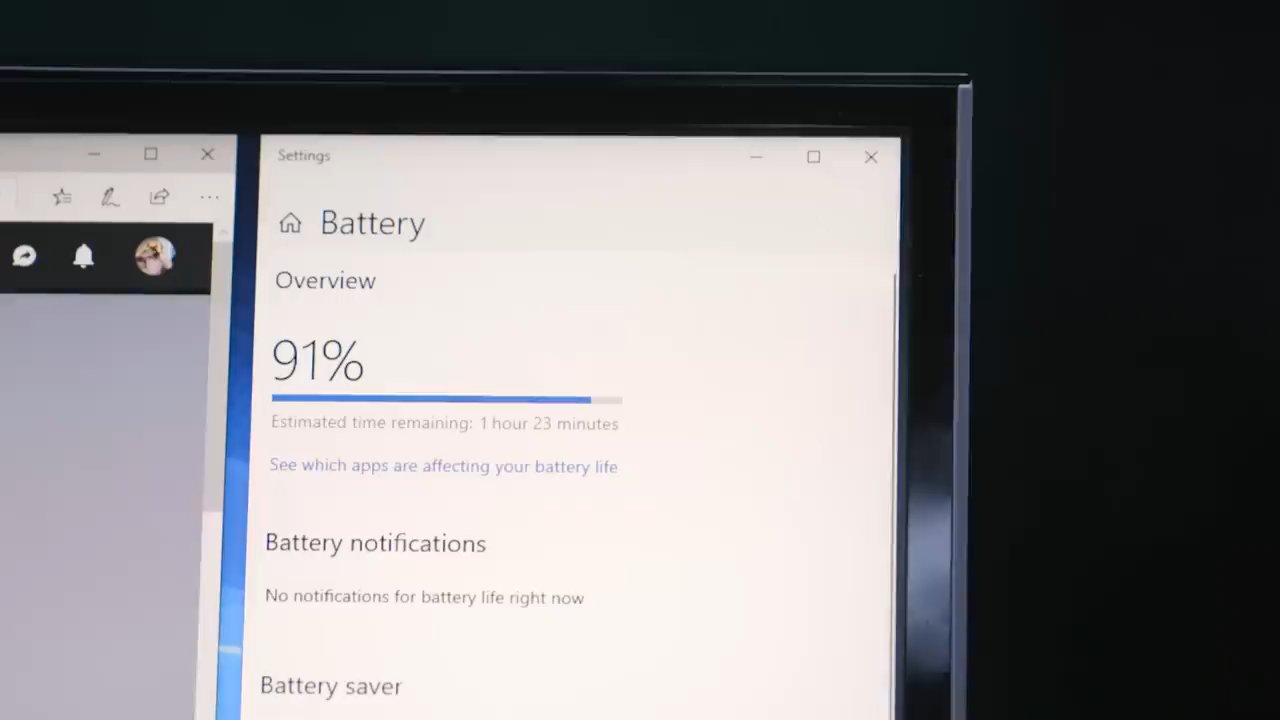 Settings
Battery
Overview
91%
Estimated time remaining: 1 hour 23 minutes
See which apps are affecting your battery life
Battery notifications
No notifications for battery life right now
Battery saver